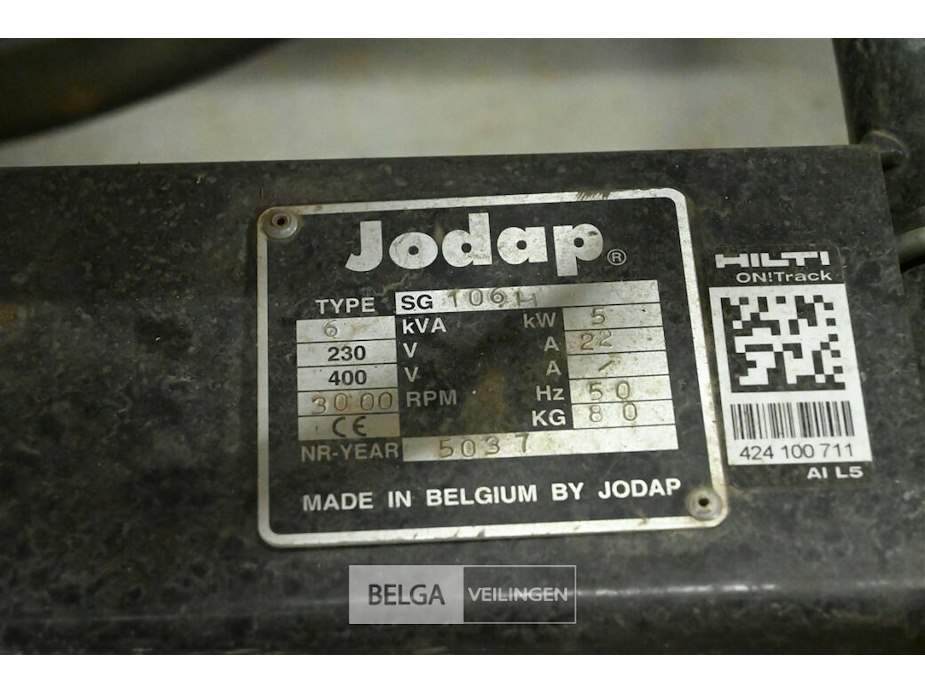 Jodap®
TYPE SG 106H
6 kVA kW 5
230 V A 22
400 V A /
3000 RPM Hz 50
CE KG 80
NR-YEAR 5037
MADE IN BELGIUM BY JODAP
HILTI
ON!Track
424 100 711
AI L5
BELGA VEILINGEN